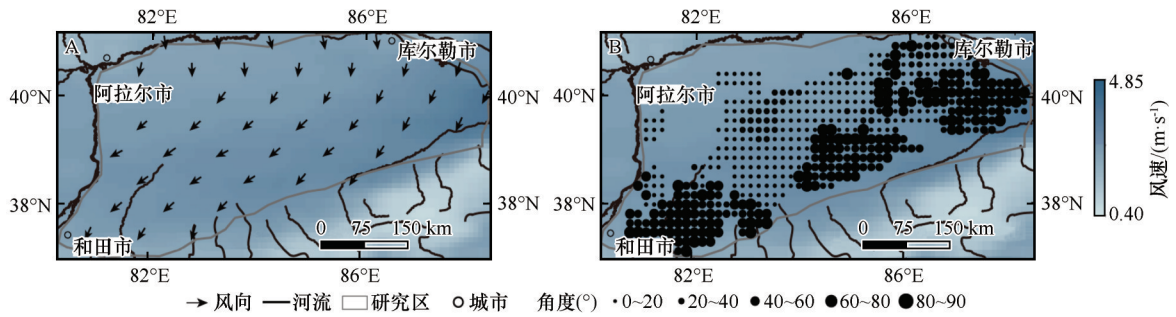 82°E 86°E 82°E 86°E
A 库尔勒市 B 库尔勒市
阿拉尔市 阿拉尔市
40°N 40°N 40°N
38°N 38°N 38°N
和田市 0 75 150 km 和田市 0 75 150 km
82°E 86°E 82°E 86°E
4.85
风速/(m·s⁻¹)
0.40
风向 河流 研究区 城市 角度(°) 0~20 20~40 40~60 60~80 80~90